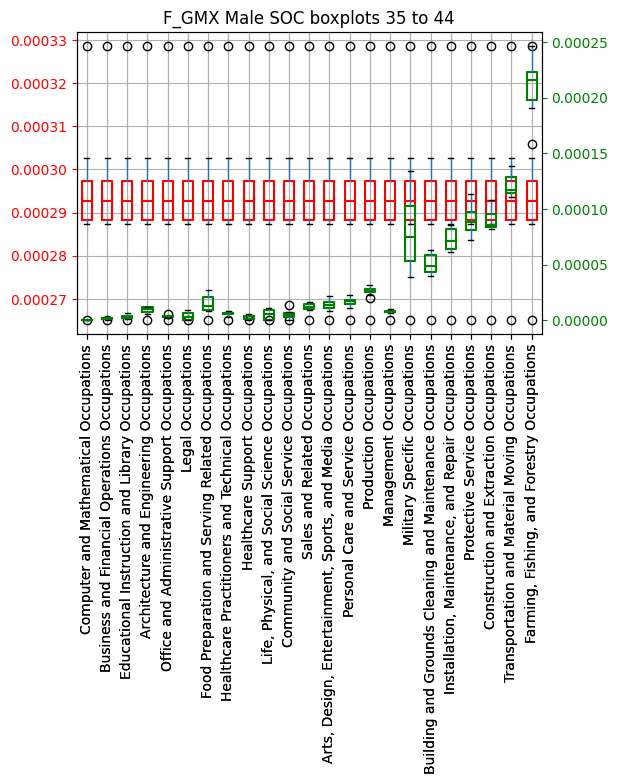 F_GMX Male SOC boxplots 35 to 44
0.00033
0.00032
0.00031
0.00030
0.00029
0.00028
0.00027
0.00025
0.00020
0.00015
0.00010
0.00005
0.00000
Computer and Mathematical Occupations
Business and Financial Operations Occupations
Educational Instruction and Library Occupations
Architecture and Engineering Occupations
Office and Administrative Support Occupations
Legal Occupations
Food Preparation and Serving Related Occupations
Healthcare Practitioners and Technical Occupations
Healthcare Support Occupations
Life, Physical, and Social Science Occupations
Community and Social Service Occupations
Sales and Related Occupations
Arts, Design, Entertainment, Sports, and Media Occupations
Personal Care and Service Occupations
Production Occupations
Management Occupations
Military Specific Occupations
Building and Grounds Cleaning and Maintenance Occupations
Installation, Maintenance, and Repair Occupations
Protective Service Occupations
Construction and Extraction Occupations
Transportation and Material Moving Occupations
Farming, Fishing, and Forestry Occupations